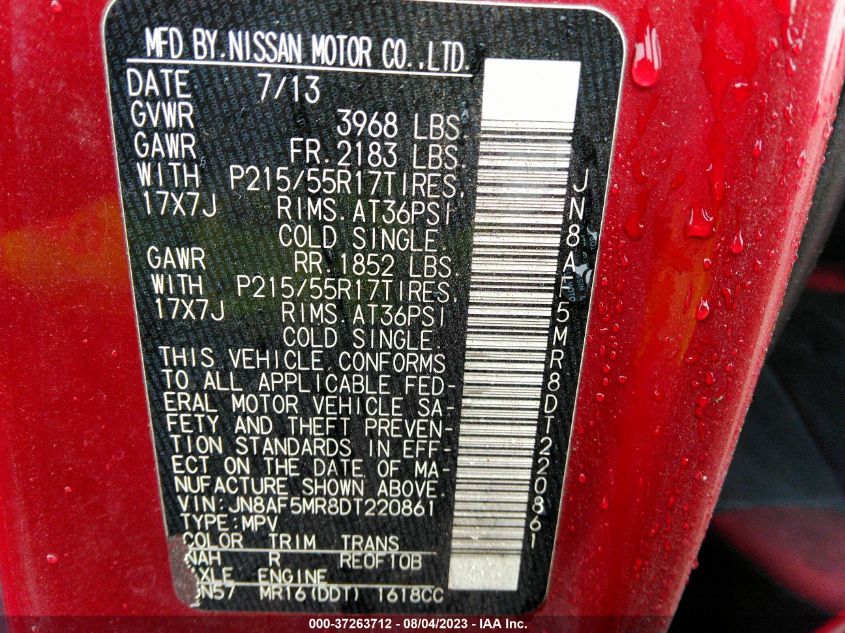 MFD BY.NISSAN MOTOR CO.,LTD.
DATE 7/13
GVWR 3968 LBS.
GAWR FR.2183 LBS.
WITH P215/55R17TIRES.
17X7J RIMS.AT36PSI
COLD SINGLE.
GAWR RR.1852 LBS.
WITH P215/55R17TIRES.
17X7J RIMS.AT36PSI
COLD SINGLE.
THIS VEHICLE CONFORMS
TO ALL APPLICABLE FED-
ERAL MOTOR VEHICLE SA-
FETY AND THEFT PREVEN-
TION STANDARDS IN EFF-
ECT ON THE DATE OF MA-
NUFACTURE SHOWN ABOVE.
VIN:JN8AF5MR8DT220861
TYPE:MPV
COLOR TRIM TRANS
NAH R RE0F10B
AXLE ENGINE
GN57 MR16(DDT) 1618CC
JN8AF5MR8DT220861
000-37263712 - 08/04/2023 - IAA Inc.